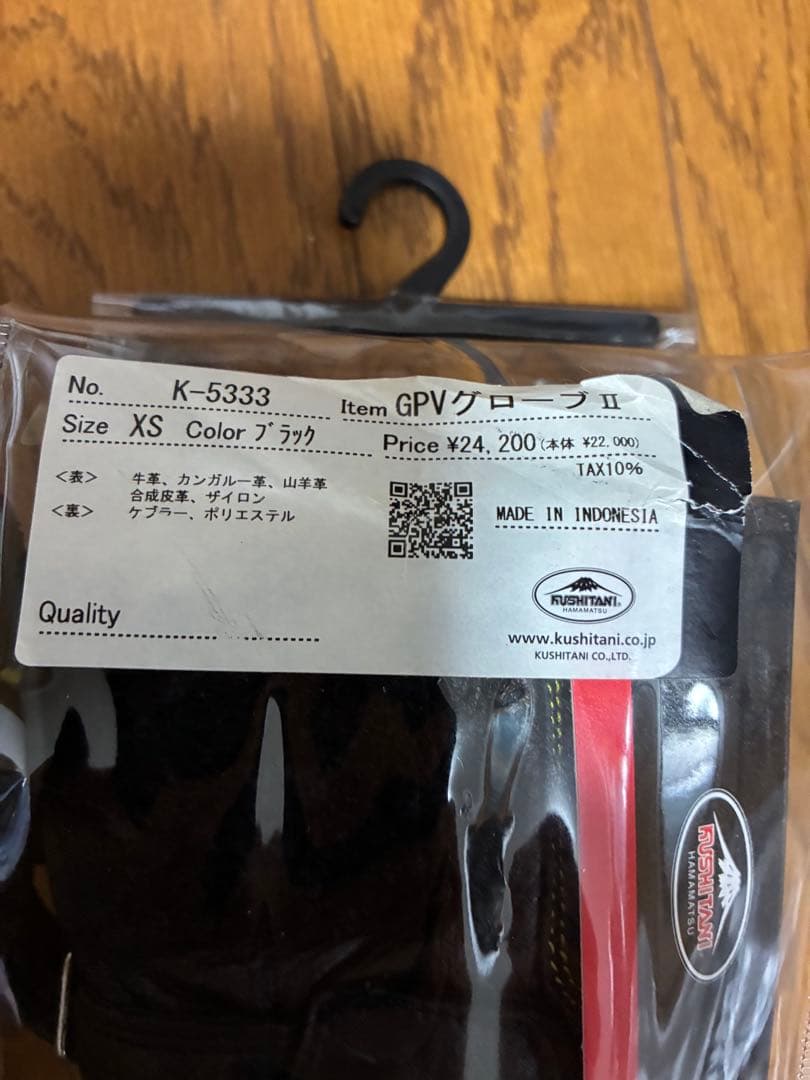 No. K-5333 Item GPVグローブⅡ
Size XS Color ブラック Price ¥24,200(本体 ¥22,000)
TAX10%
<表> 牛革、カンガルー革、山羊革
合成皮革、ザイロン
<裏> ケブラー、ポリエステル
MADE IN INDONESIA
KUSHITANI®
HAMAMATSU
Quality
www.kushitani.co.jp
KUSHITANI CO.,LTD.
KUSHITANI
HAMAMATSU